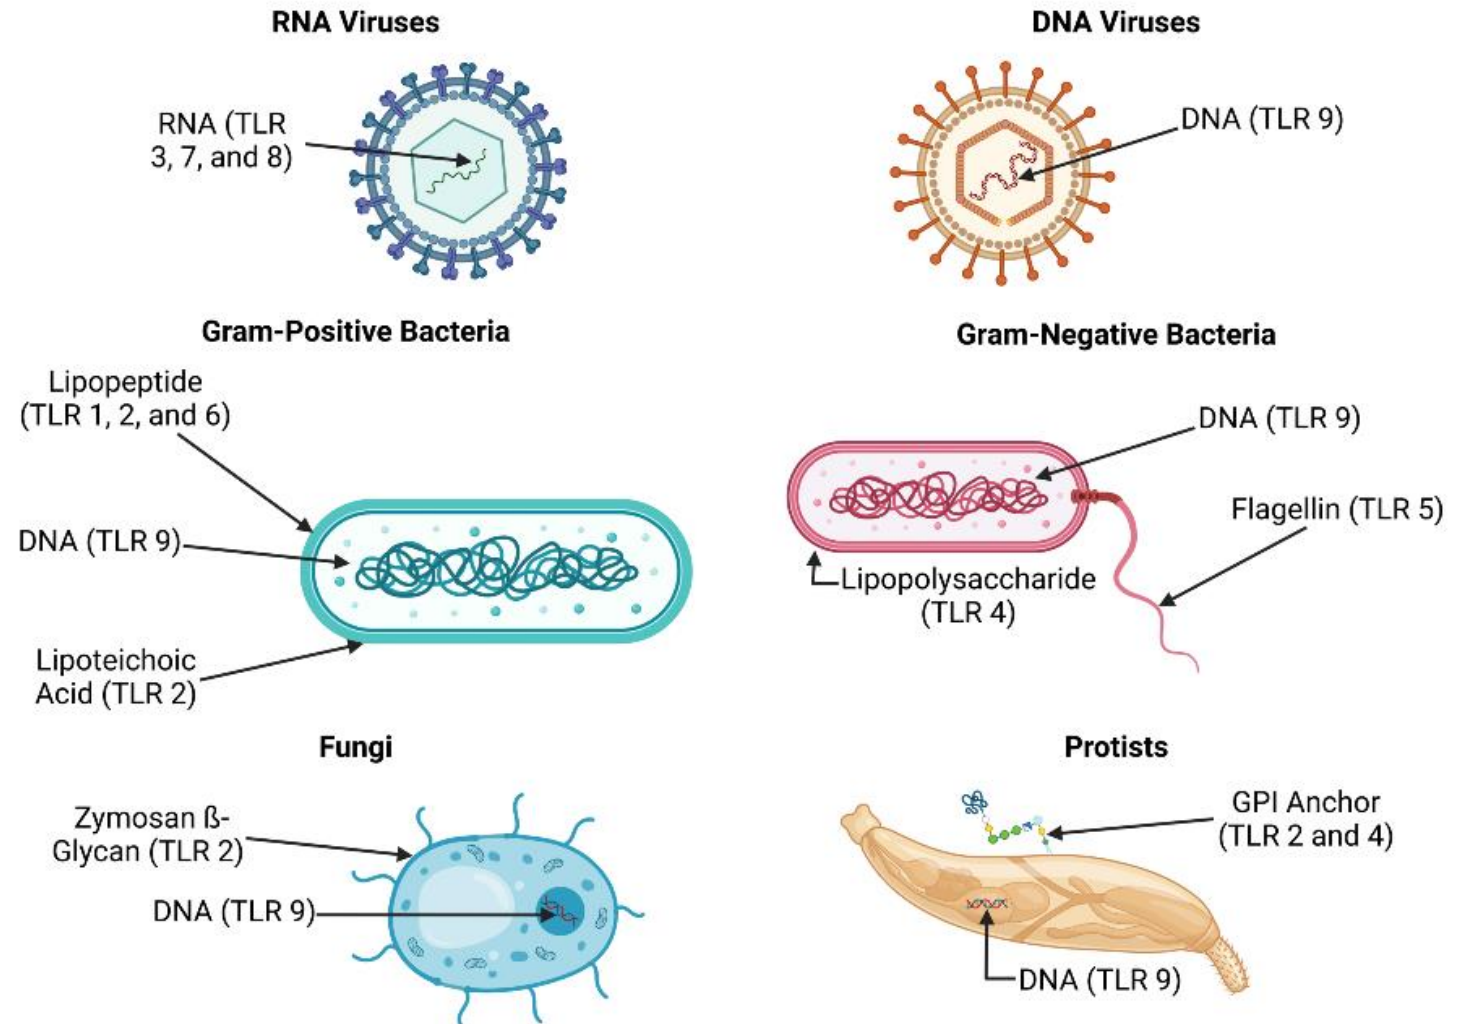 RNA Viruses
RNA (TLR
3, 7, and 8)
DNA Viruses
DNA (TLR 9)
Gram-Positive Bacteria
Lipopeptide
(TLR 1, 2, and 6)
DNA (TLR 9)
Lipoteichoic
Acid (TLR 2)
Gram-Negative Bacteria
DNA (TLR 9)
Flagellin (TLR 5)
Lipopolysaccharide
(TLR 4)
Fungi
Zymosan ß-
Glycan (TLR 2)
DNA (TLR 9)
Protists
GPI Anchor
(TLR 2 and 4)
DNA (TLR 9)